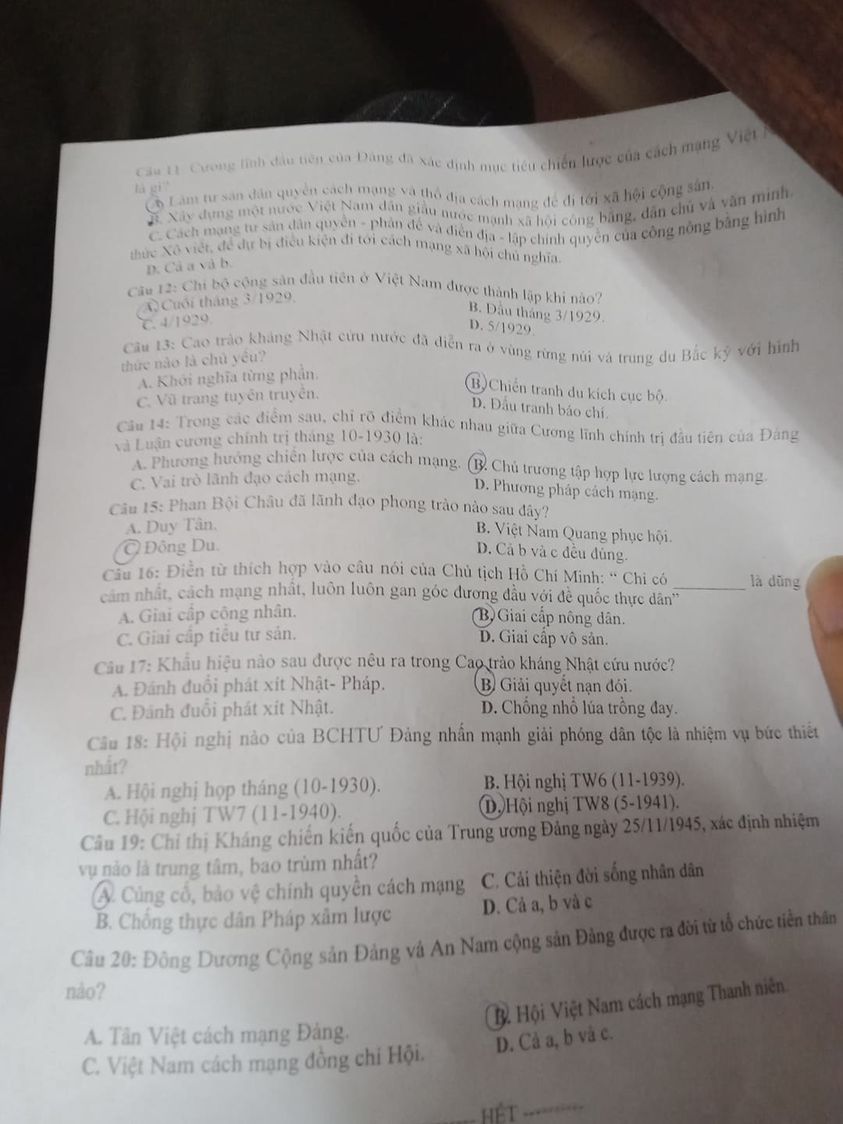 Câu 11: Cương lĩnh đầu tiên của Đảng đã xác định mục tiêu chiến lược của cách mạng Việt
là gì?
A. Làm tư sản dân quyền cách mạng và thổ địa cách mạng để đi tới xã hội cộng sản.
B. Xây dựng một nước Việt Nam dân giầu nước mạnh xã hội công bằng, dân chủ và văn minh.
C. Cách mạng tư sản dân quyền - phản đế và điền địa - lập chính quyền của công nông bằng hình
thức Xô viết, để dự bị điều kiện đi tới cách mạng xã hội chủ nghĩa.
D. Cả a và b.
Câu 12: Chi bộ cộng sản đầu tiên ở Việt Nam được thành lập khi nào?
A. Cuối tháng 3/1929. B. Đầu tháng 3/1929.
C. 4/1929. D. 5/1929.
Câu 13: Cao trào kháng Nhật cứu nước đã diễn ra ở vùng rừng núi và trung du Bắc kỳ với hình
thức nào là chủ yếu?
A. Khởi nghĩa từng phần. B. Chiến tranh du kích cục bộ.
C. Vũ trang tuyên truyền. D. Đấu tranh báo chí.
Câu 14: Trong các điểm sau, chỉ rõ điểm khác nhau giữa Cương lĩnh chính trị đầu tiên của Đảng
và Luận cương chính trị tháng 10-1930 là:
A. Phương hướng chiến lược của cách mạng. B. Chủ trương tập hợp lực lượng cách mạng.
C. Vai trò lãnh đạo cách mạng. D. Phương pháp cách mạng.
Câu 15: Phan Bội Châu đã lãnh đạo phong trào nào sau đây?
A. Duy Tân. B. Việt Nam Quang phục hội.
C. Đông Du. D. Cả b và c đều đúng.
Câu 16: Điền từ thích hợp vào câu nói của Chủ tịch Hồ Chí Minh: “ Chỉ có ________ là dũng
cảm nhất, cách mạng nhất, luôn luôn gan góc đương đầu với đế quốc thực dân”
A. Giai cấp công nhân. B. Giai cấp nông dân.
C. Giai cấp tiểu tư sản. D. Giai cấp vô sản.
Câu 17: Khẩu hiệu nào sau được nêu ra trong Cao trào kháng Nhật cứu nước?
A. Đánh đuổi phát xít Nhật- Pháp. B. Giải quyết nạn đói.
C. Đánh đuổi phát xít Nhật. D. Chống nhổ lúa trồng đay.
Câu 18: Hội nghị nào của BCHTƯ Đảng nhấn mạnh giải phóng dân tộc là nhiệm vụ bức thiết
nhất?
A. Hội nghị họp tháng (10-1930). B. Hội nghị TW6 (11-1939).
C. Hội nghị TW7 (11-1940). D. Hội nghị TW8 (5-1941).
Câu 19: Chỉ thị Kháng chiến kiến quốc của Trung ương Đảng ngày 25/11/1945, xác định nhiệm
vụ nào là trung tâm, bao trùm nhất?
A. Củng cố, bảo vệ chính quyền cách mạng C. Cải thiện đời sống nhân dân
B. Chống thực dân Pháp xâm lược D. Cả a, b và c
Câu 20: Đông Dương Cộng sản Đảng và An Nam cộng sản Đảng được ra đời từ tổ chức tiền thân
nào?
A. Tân Việt cách mạng Đảng. B. Hội Việt Nam cách mạng Thanh niên.
C. Việt Nam cách mạng đồng chí Hội. D. Cả a, b và c.
HẾT